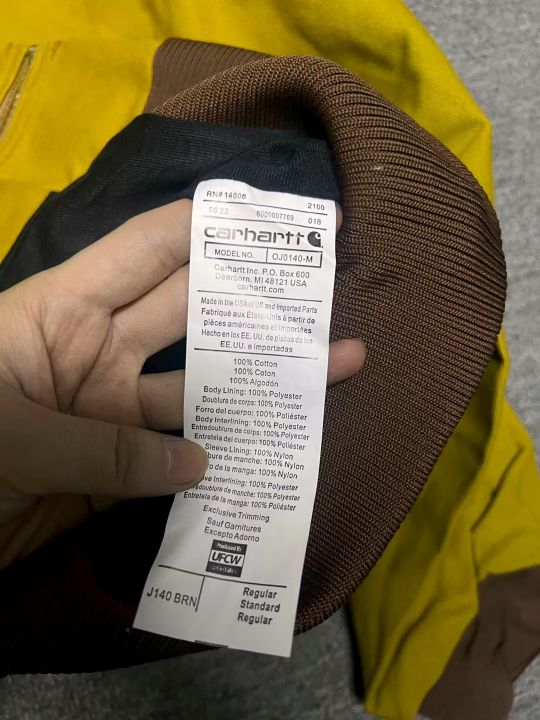 RN# 14806 2100
05 22 6000007769 018
carhartt
MODEL NO. OJ0140-M
Carhartt Inc. P.O. Box 600
Dearborn, MI 48121 USA
carhartt.com
Made in the USA of US and Imported Parts
Fabriqué aux États-Unis à partir de
pièces américaines et importées
Hecho en los EE. UU. de piezas de los
EE.UU. e importadas
100% Cotton
100% Coton
100% Algodón
Body Lining: 100% Polyester
Doublure de corps: 100% Polyester
Forro del cuerpo: 100% Poliéster
Body Interlining: 100% Polyester
Entredoublure de corps: 100% Polyester
Entretela del cuerpo: 100% Poliéster
Sleeve Lining: 100% Nylon
de manche: 100% Nylon
de la manga: 100% Nylon
Interlining: 100% Polyester
de manche: 100% Polyester
Entretela de la manga: 100% Poliéster
Exclusive Trimming
Sauf Garnitures
Excepto Adorno
Produced By
UFCW
J140 BRN
Regular
Standard
Regular